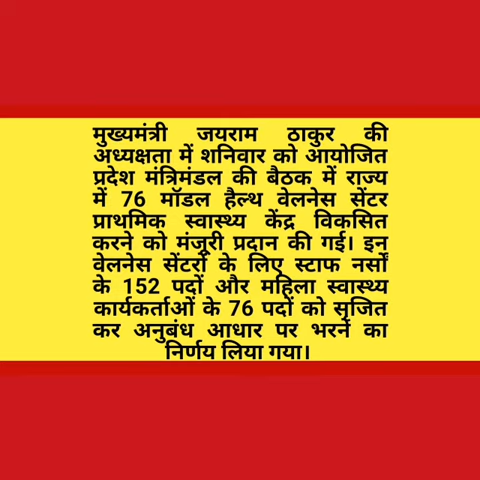 मुख्यमंत्री जयराम ठाकुर की
अध्यक्षता में शनिवार को आयोजित
प्रदेश मंत्रिमंडल की बैठक में राज्य
में 76 मॉडल हैल्थ वेलनेस सेंटर
प्राथमिक स्वास्थ्य केंद्र विकसित
करने को मंजूरी प्रदान की गई। इन
वेलनेस सेंटरों के लिए स्टाफ नर्सों
के 152 पदों और महिला स्वास्थ्य
कार्यकर्ताओं के 76 पदों को सृजित
कर अनुबंध आधार पर भरने का
निर्णय लिया गया।